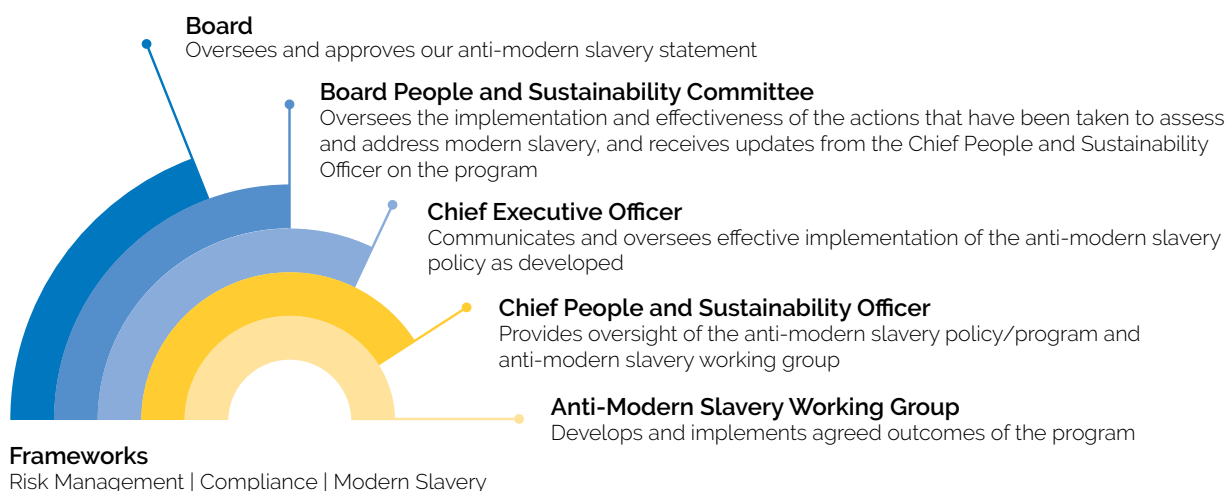 Board
Oversees and approves our anti-modern slavery statement
Board People and Sustainability Committee
Oversees the implementation and effectiveness of the actions that have been taken to assess
and address modern slavery, and receives updates from the Chief People and Sustainability
Officer on the program
Chief Executive Officer
Communicates and oversees effective implementation of the anti-modern slavery
policy as developed
Chief People and Sustainability Officer
Provides oversight of the anti-modern slavery policy/program and
anti-modern slavery working group
Anti-Modern Slavery Working Group
Develops and implements agreed outcomes of the program
Frameworks
Risk Management | Compliance | Modern Slavery